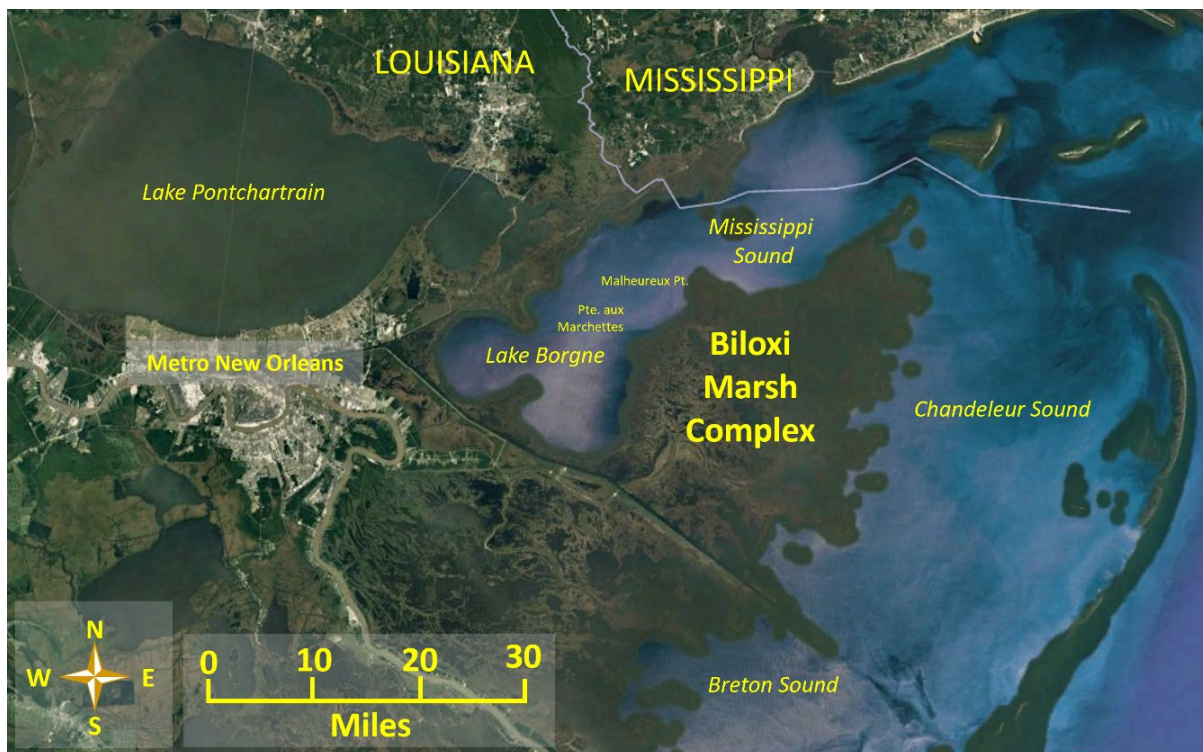 LOUISIANA
MISSISSIPPI
Lake Pontchartrain
Mississippi
Sound
Malheureux Pt.
Pte. aux
Marchettes
Lake Borgne
Metro New Orleans
Biloxi
Marsh
Complex
Chandeleur Sound
Breton Sound
N
W E
S
0 10 20 30
Miles